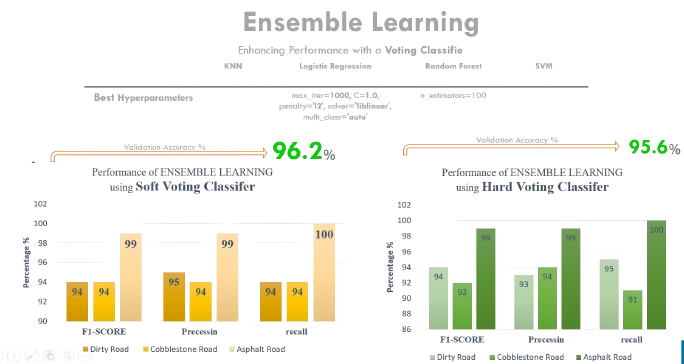 Ensemble Learning
Enhancing Performance with a Voting Classifie
KNN Logistic Regression Random Forest SVM
Best Hyperparameters max_iter=1000, C=1.0, n_estimators=100
penalty='l2', solver='liblinear',
multi_class='auto'
Validation Accuracy % 96.2%
Validation Accuracy % 95.6%
Performance of ENSEMBLE LEARNING
using Soft Voting Classifer
Percentage %
102
100
98
96
94
92
90
94 94 99
95 94 99
94 94 100
F1-SCORE Precessin recall
Dirty Road Cobblestone Road Asphalt Road
Performance of ENSEMBLE LEARNING
using Hard Voting Classifer
Percentage %
102
100
98
96
94
92
90
88
86
94 92 99
93 94 99
95 91 100
F1-SCORE Precessin recall
Dirty Road Cobblestone Road Asphalt Road